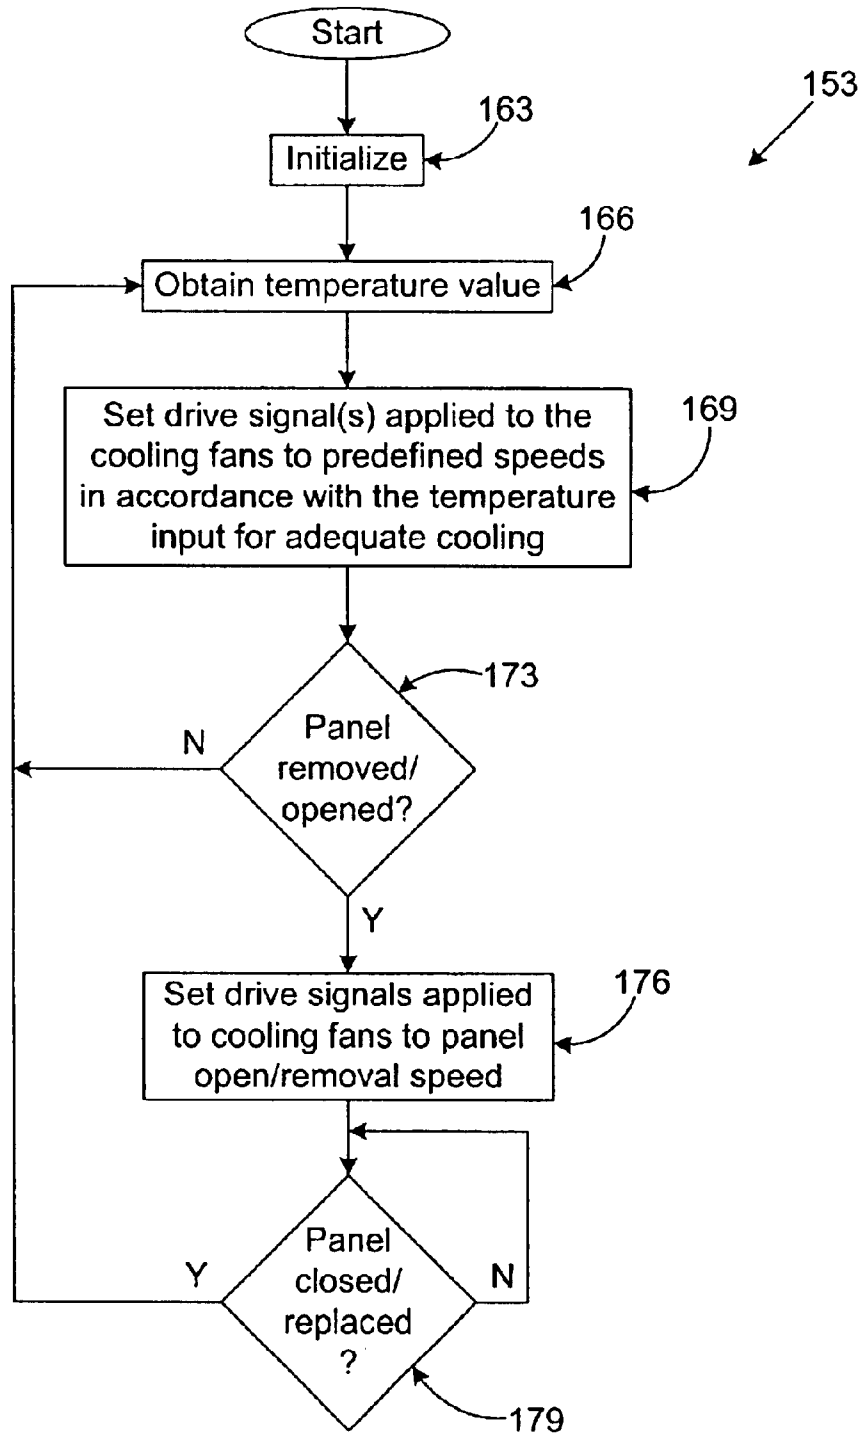 Start
153
163
Initialize
166
Obtain temperature value
169
Set drive signal(s) applied to the
cooling fans to predefined speeds
in accordance with the temperature
input for adequate cooling
173
N
Panel
removed/
opened?
Y
176
Set drive signals applied
to cooling fans to panel
open/removal speed
Y
Panel
closed/
replaced
?
N
179